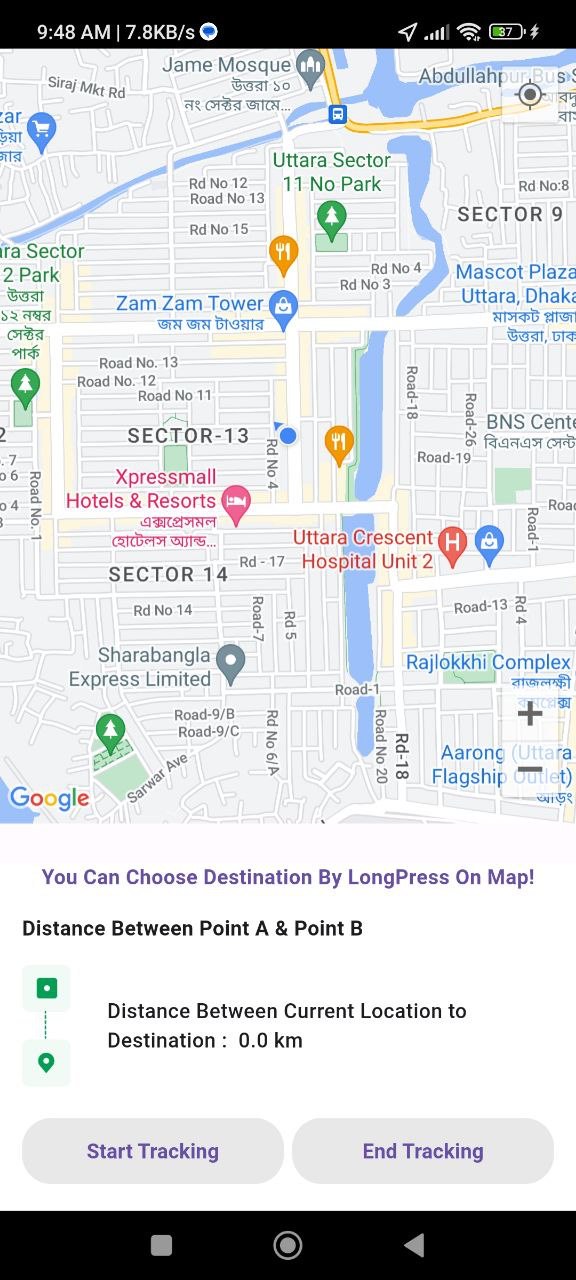 9:48 AM | 7.8KB/s
37
Jame Mosque
উত্তরা ১০
নং সেক্টর জামে...
Siraj Mkt Rd
Abdullahpur Bus S
zar
Uttara Sector
11 No Park
Rd No 12
Road No 13
Rd No:8
SECTOR 9
Rd No 15
ara Sector
2 Park
উত্তরা
১২ নম্বর
সেক্টর
পার্ক
Rd No 4
Rd No 3
Mascot Plaza
Uttara, Dhaka
মাসকট প্লাজা
উত্তরা, ঢাক
Zam Zam Tower
জম জম টাওয়ার
Road No. 13
Road No. 12
Road No 11
Road-18
Road-26
BNS Cente
বিএনএস সেন্ট
2
SECTOR-13
Rd No 4
Road-19
. 7
o 6
o 4
3
Road No. 1
Xpressmall
Hotels & Resorts
এক্সপ্রেসমল
হোটেলস অ্যান্ড...
Roa
Road-1
Uttara Crescent
Hospital Unit 2
H
Rd - 17
SECTOR 14
Rd No 14
Road-7
Rd 5
Road-13
Rd 4
Sharabangla
Express Limited
Rajlokkhi Complex
রাজলক্ষী
Road-1
Road-9/B
Road-9/C
Rd No 6/A
Road No 20
Rd-18
Sarwar Ave
Aarong (Uttara
Flagship Outlet)
আড়ং
Google
You Can Choose Destination By LongPress On Map!
Distance Between Point A & Point B
Distance Between Current Location to
Destination : 0.0 km
Start Tracking
End Tracking